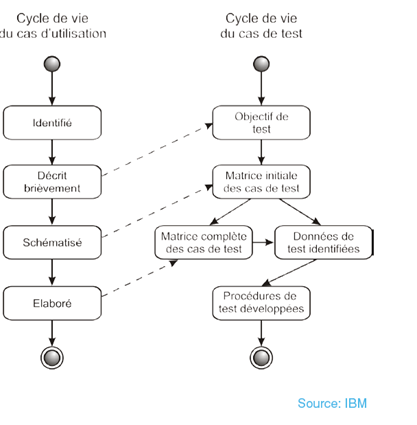 Cycle de vie
du cas d'utilisation
Identifié
Décrit
brièvement
Schématisé
Elaboré
Cycle de vie
du cas de test
Objectif de
test
Matrice initiale
des cas de test
Matrice complète
des cas de test
Données de
test identifiées
Procédures de
test développées
Source: IBM